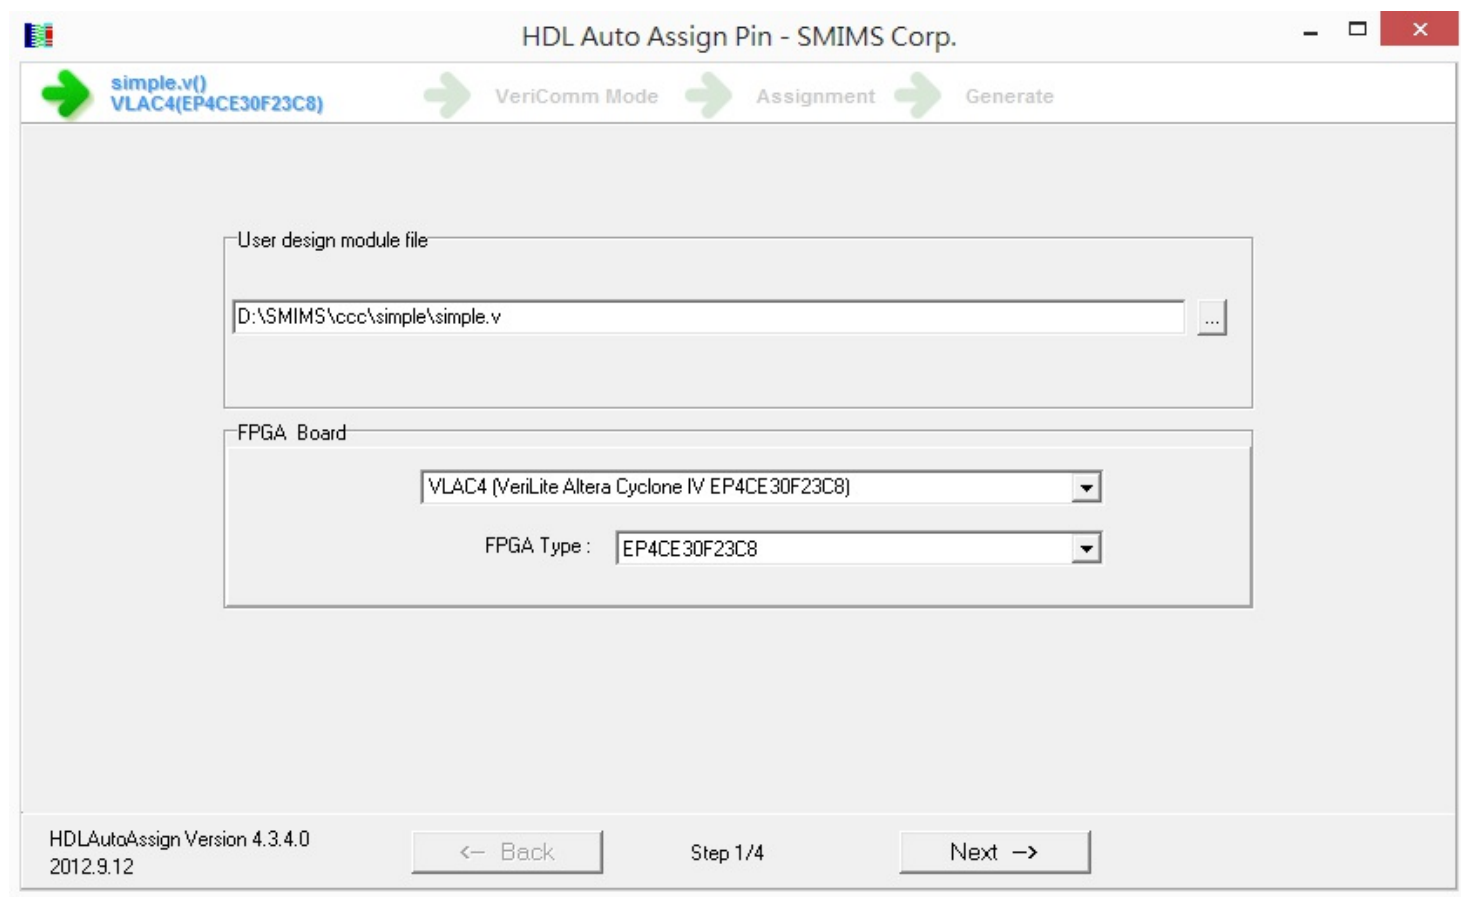 HDL Auto Assign Pin - SMIMS Corp.
simple.v()
VLAC4(EP4CE30F23C8)
VeriComm Mode
Assignment
Generate
User design module file
D:\SMIMS\ccc\simple\simple.v
...
FPGA Board
VLAC4 (VeriLite Altera Cyclone IV EP4CE30F23C8)
FPGA Type :
EP4CE30F23C8
HDLAutoAssign Version 4.3.4.0
2012.9.12
<-- Back
Step 1/4
Next -->